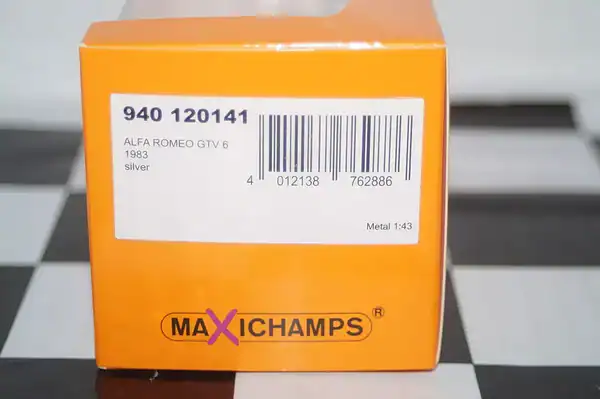 940 120141
ALFA ROMEO GTV 6
1983
silver
4 012138 762886
Metal 1:43
MAXICHAMPS®